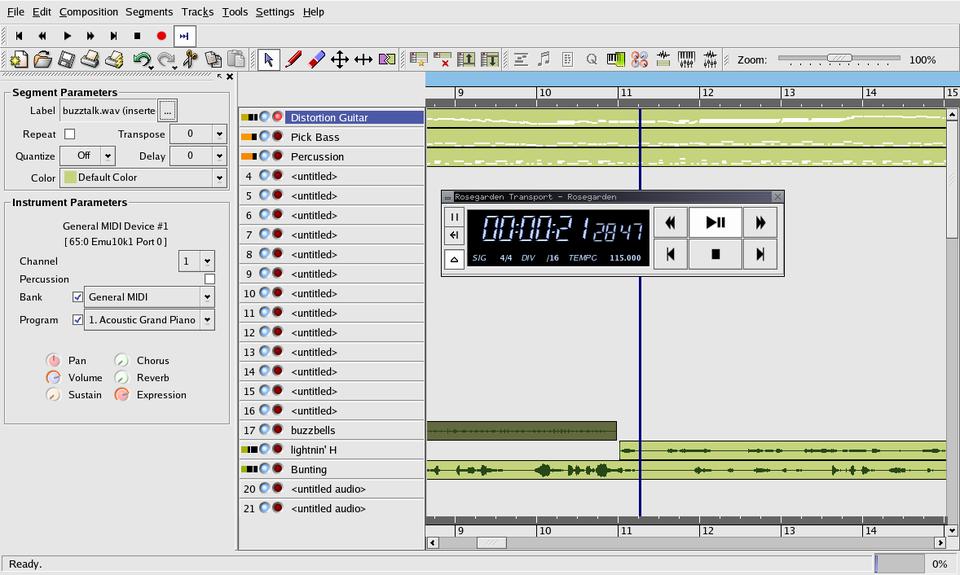 File Edit Composition Segments Tracks Tools Settings Help
Zoom: 100%
Segment Parameters
Label buzztalk.wav (inserte ...
Repeat Transpose 0
Quantize Off Delay 0
Color Default Color
Instrument Parameters
General MIDI Device #1
[ 65:0 Emu10k1 Port 0 ]
Channel 1
Percussion
Bank General MIDI
Program 1. Acoustic Grand Piano
Pan Chorus
Volume Reverb
Sustain Expression
9 10 11 12 13 14 15
Distortion Guitar
Pick Bass
Percussion
4 <untitled>
5 <untitled>
6 <untitled>
7 <untitled>
8 <untitled>
9 <untitled>
10 <untitled>
11 <untitled>
12 <untitled>
13 <untitled>
14 <untitled>
15 <untitled>
16 <untitled>
17 buzzbells
lightnin' H
Bunting
20 <untitled audio>
21 <untitled audio>
Rosegarden Transport - Rosegarden
00:00:21 2847
SIG 4/4 DIV /16 TEMPO 115.000
9 10 11 12 13 14
Ready. 0%